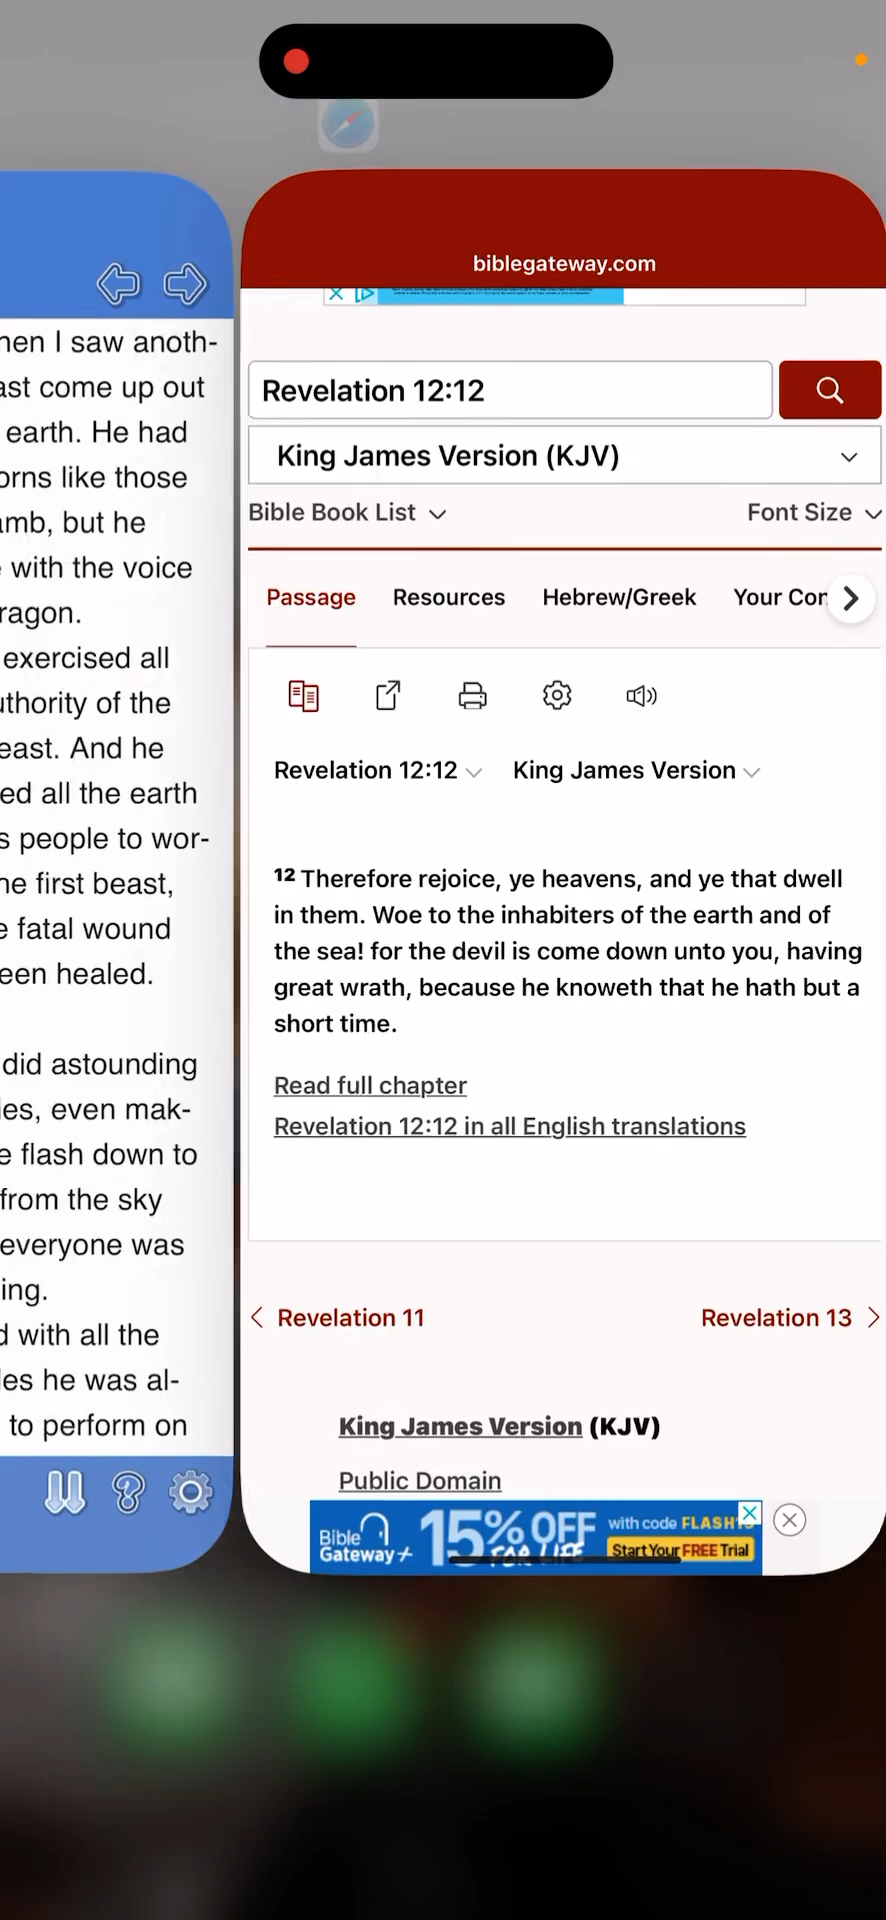 hen I saw anoth-
ast come up out
earth. He had
orns like those
amb, but he
with the voice
ragon.
exercised all
uthority of the
east. And he
ed all the earth
s people to wor-
he first beast,
e fatal wound
een healed.
did astounding
les, even mak-
e flash down to
from the sky
everyone was
ing.
d with all the
les he was al-
to perform on
biblegateway.com
Revelation 12:12
King James Version (KJV)
Bible Book List
Font Size
Passage Resources Hebrew/Greek Your Con
Revelation 12:12 King James Version
12 Therefore rejoice, ye heavens, and ye that dwell
in them. Woe to the inhabiters of the earth and of
the sea! for the devil is come down unto you, having
great wrath, because he knoweth that he hath but a
short time.
Read full chapter
Revelation 12:12 in all English translations
Revelation 11 Revelation 13
King James Version (KJV)
Public Domain
Bible Gateway+
15% OFF
FOR LIFE
with code FLASH15
Start Your FREE Trial